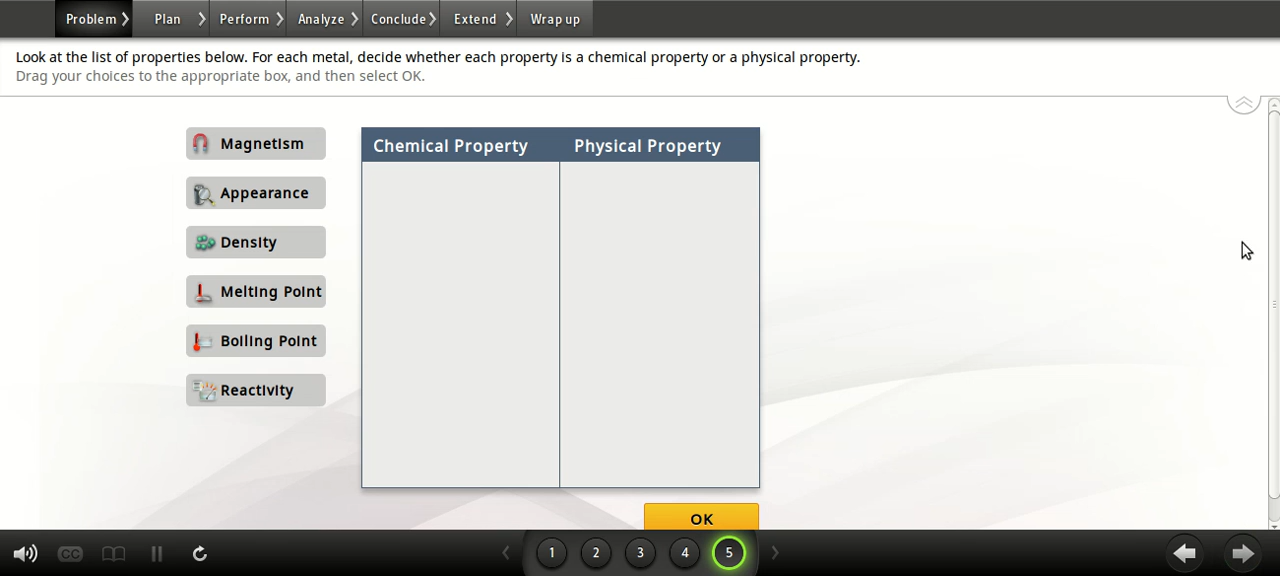 Problem Plan Perform Analyze Conclude Extend Wrap up
Look at the list of properties below. For each metal, decide whether each property is a chemical property or a physical property.
Drag your choices to the appropriate box, and then select OK.
Magnetism
Appearance
Density
Melting Point
Boiling Point
Reactivity
Chemical Property Physical Property
OK
CC 1 2 3 4 5